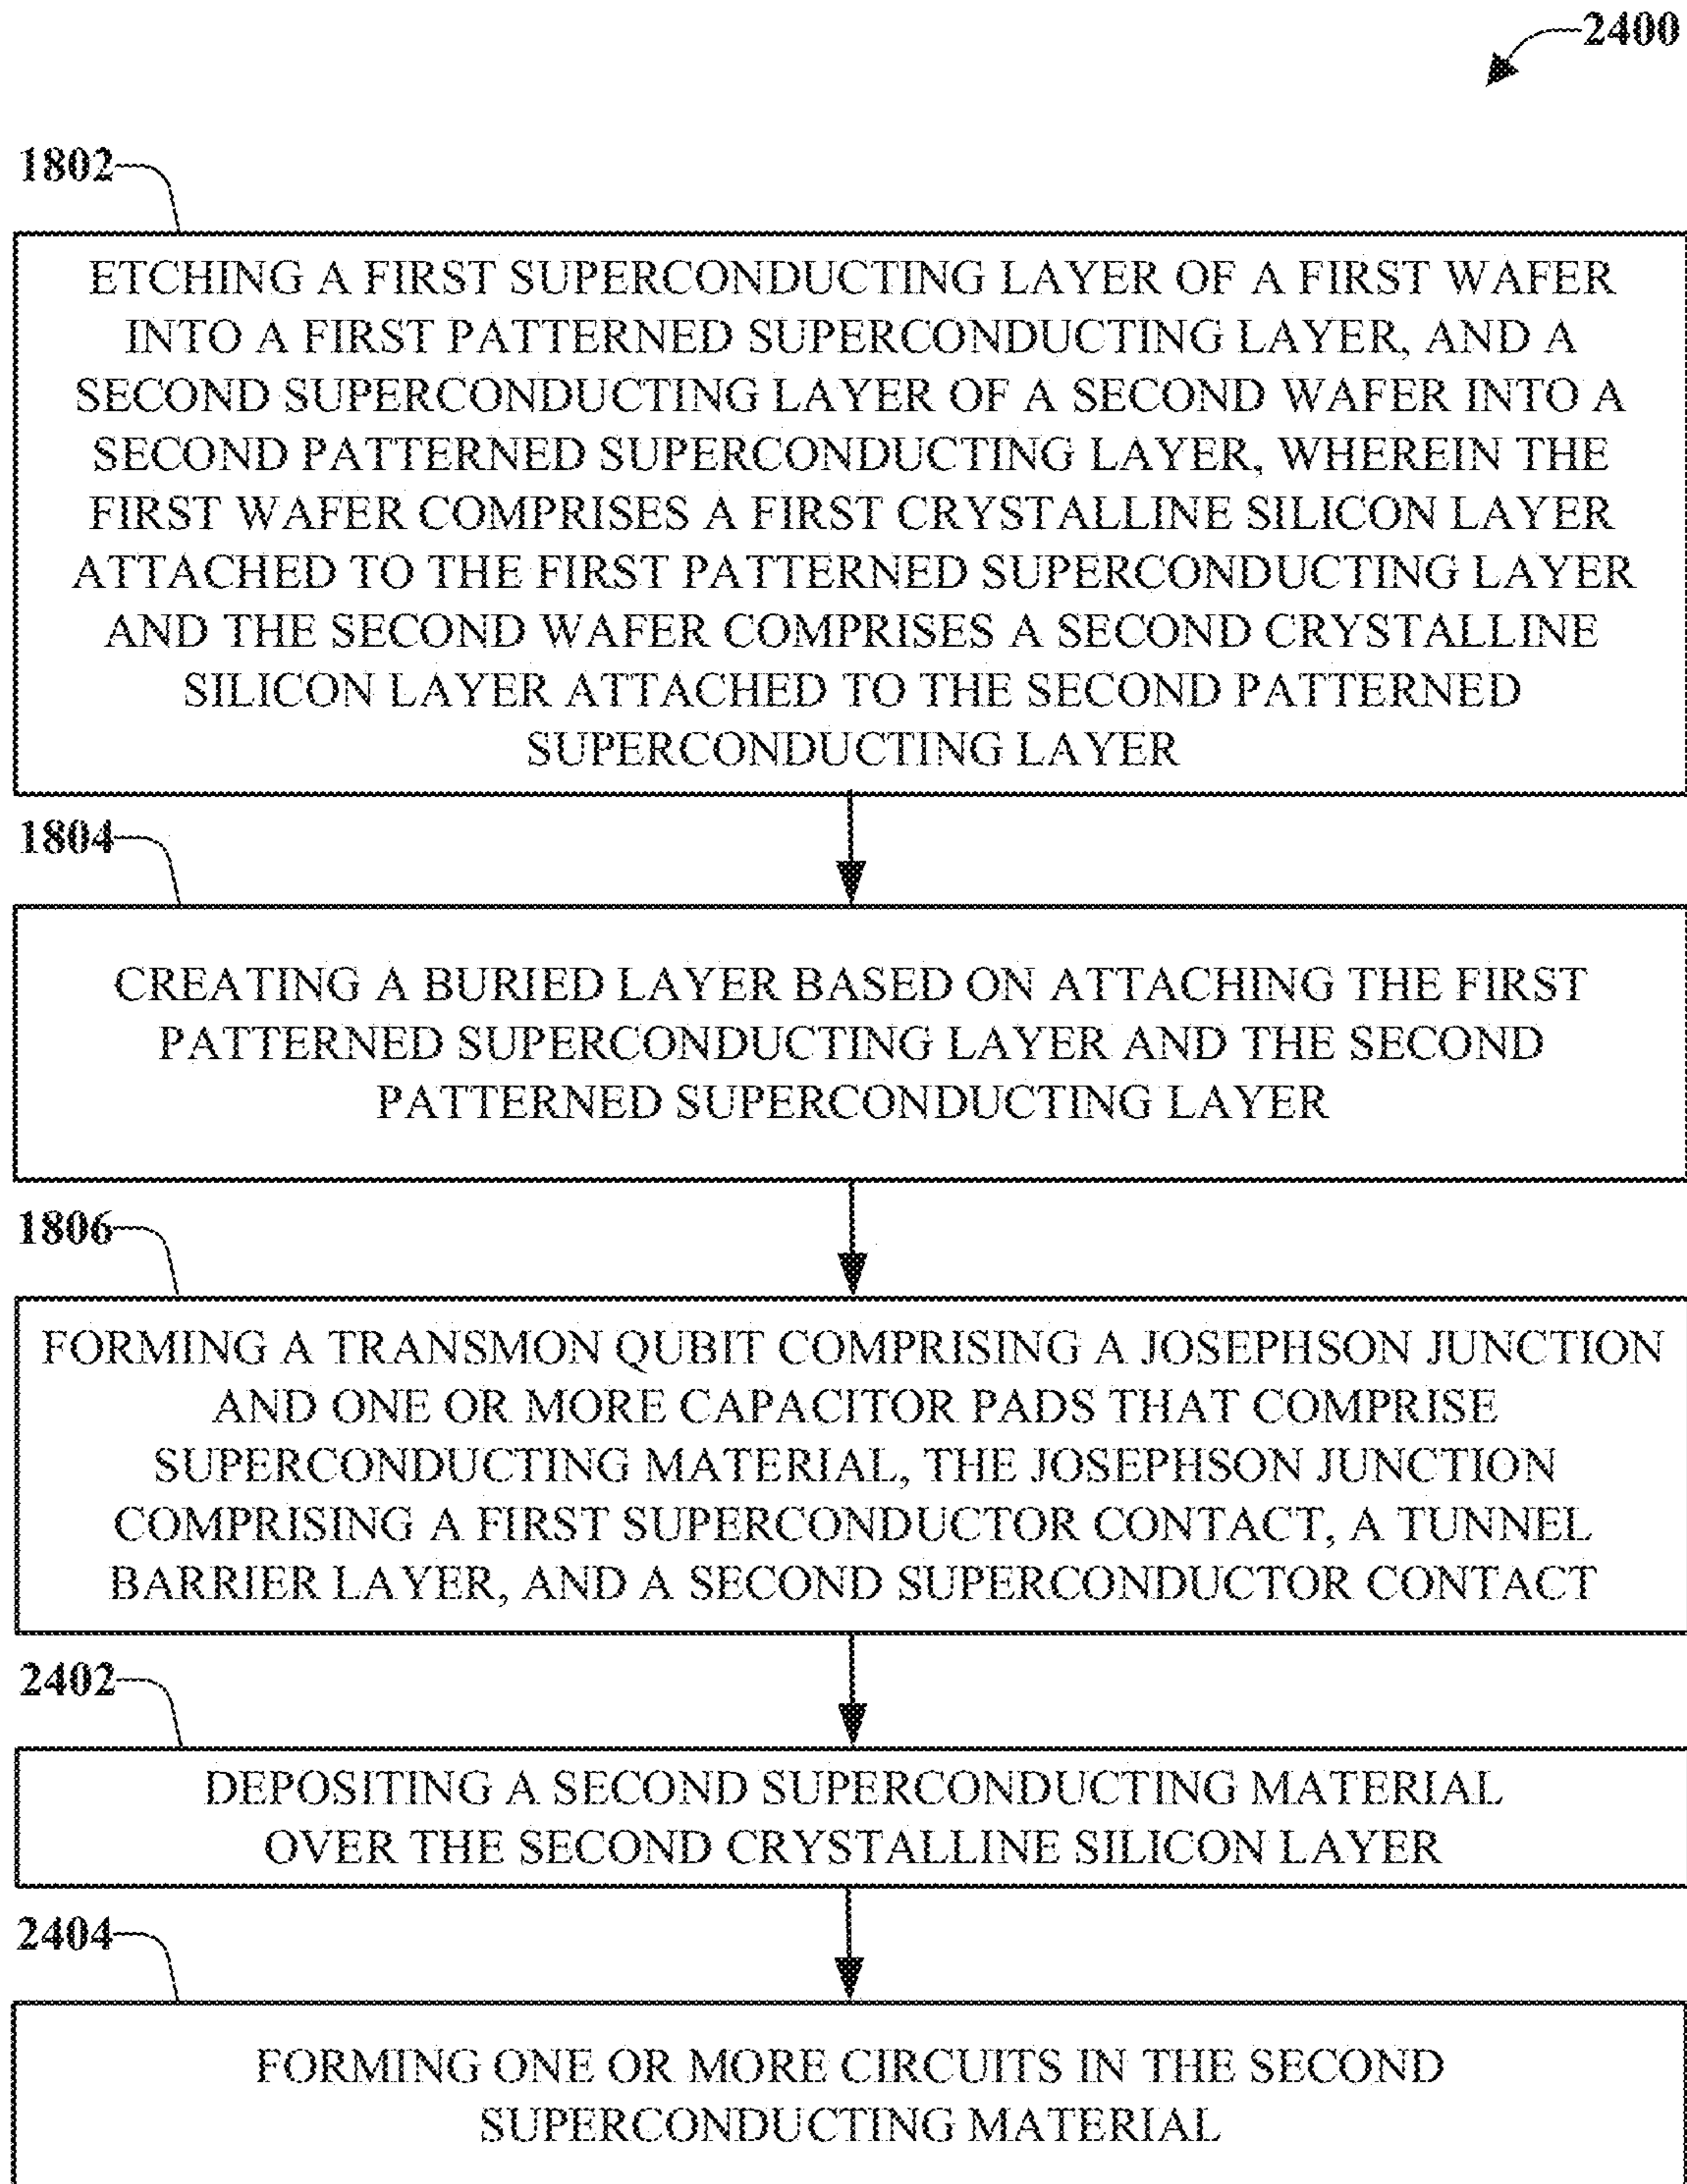 2400
1802
ETCHING A FIRST SUPERCONDUCTING LAYER OF A FIRST WAFER
INTO A FIRST PATTERNED SUPERCONDUCTING LAYER, AND A
SECOND SUPERCONDUCTING LAYER OF A SECOND WAFER INTO A
SECOND PATTERNED SUPERCONDUCTING LAYER, WHEREIN THE
FIRST WAFER COMPRISES A FIRST CRYSTALLINE SILICON LAYER
ATTACHED TO THE FIRST PATTERNED SUPERCONDUCTING LAYER
AND THE SECOND WAFER COMPRISES A SECOND CRYSTALLINE
SILICON LAYER ATTACHED TO THE SECOND PATTERNED
SUPERCONDUCTING LAYER
1804
CREATING A BURIED LAYER BASED ON ATTACHING THE FIRST
PATTERNED SUPERCONDUCTING LAYER AND THE SECOND
PATTERNED SUPERCONDUCTING LAYER
1806
FORMING A TRANSMON QUBIT COMPRISING A JOSEPHSON JUNCTION
AND ONE OR MORE CAPACITOR PADS THAT COMPRISE
SUPERCONDUCTING MATERIAL, THE JOSEPHSON JUNCTION
COMPRISING A FIRST SUPERCONDUCTOR CONTACT, A TUNNEL
BARRIER LAYER, AND A SECOND SUPERCONDUCTOR CONTACT
2402
DEPOSITING A SECOND SUPERCONDUCTING MATERIAL
OVER THE SECOND CRYSTALLINE SILICON LAYER
2404
FORMING ONE OR MORE CIRCUITS IN THE SECOND
SUPERCONDUCTING MATERIAL